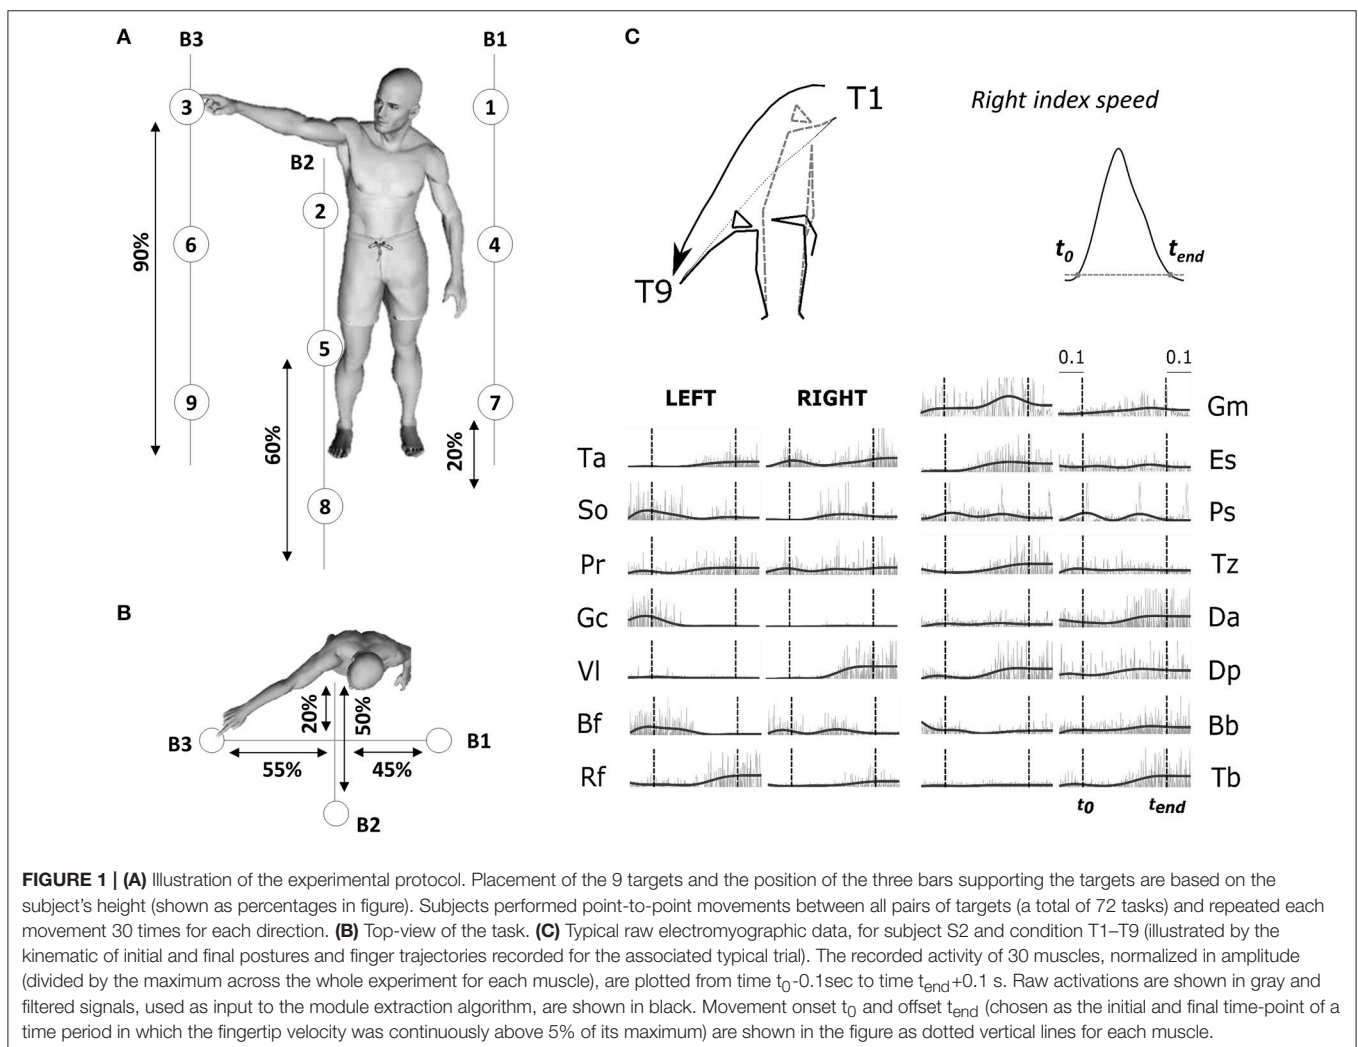 A
B3
B1
3
1
B2
2
90%
6
4
5
60%
9
7
20%
8
B
20%
50%
B3
B1
55%
45%
B2
C
T1
T9
Right index speed
t0
tend
LEFT
RIGHT
0.1
0.1
Gm
Ta
Es
So
Ps
Pr
Tz
Gc
Da
Vl
Dp
Bf
Bb
Rf
Tb
t0
tend
FIGURE 1 | (A) Illustration of the experimental protocol. Placement of the 9 targets and the position of the three bars supporting the targets are based on the
subject's height (shown as percentages in figure). Subjects performed point-to-point movements between all pairs of targets (a total of 72 tasks) and repeated each
movement 30 times for each direction. (B) Top-view of the task. (C) Typical raw electromyographic data, for subject S2 and condition T1–T9 (illustrated by the
kinematic of initial and final postures and finger trajectories recorded for the associated typical trial). The recorded activity of 30 muscles, normalized in amplitude
(divided by the maximum across the whole experiment for each muscle), are plotted from time t0-0.1sec to time tend+0.1 s. Raw activations are shown in gray and
filtered signals, used as input to the module extraction algorithm, are shown in black. Movement onset t0 and offset tend (chosen as the initial and final time-point of a
time period in which the fingertip velocity was continuously above 5% of its maximum) are shown in the figure as dotted vertical lines for each muscle.